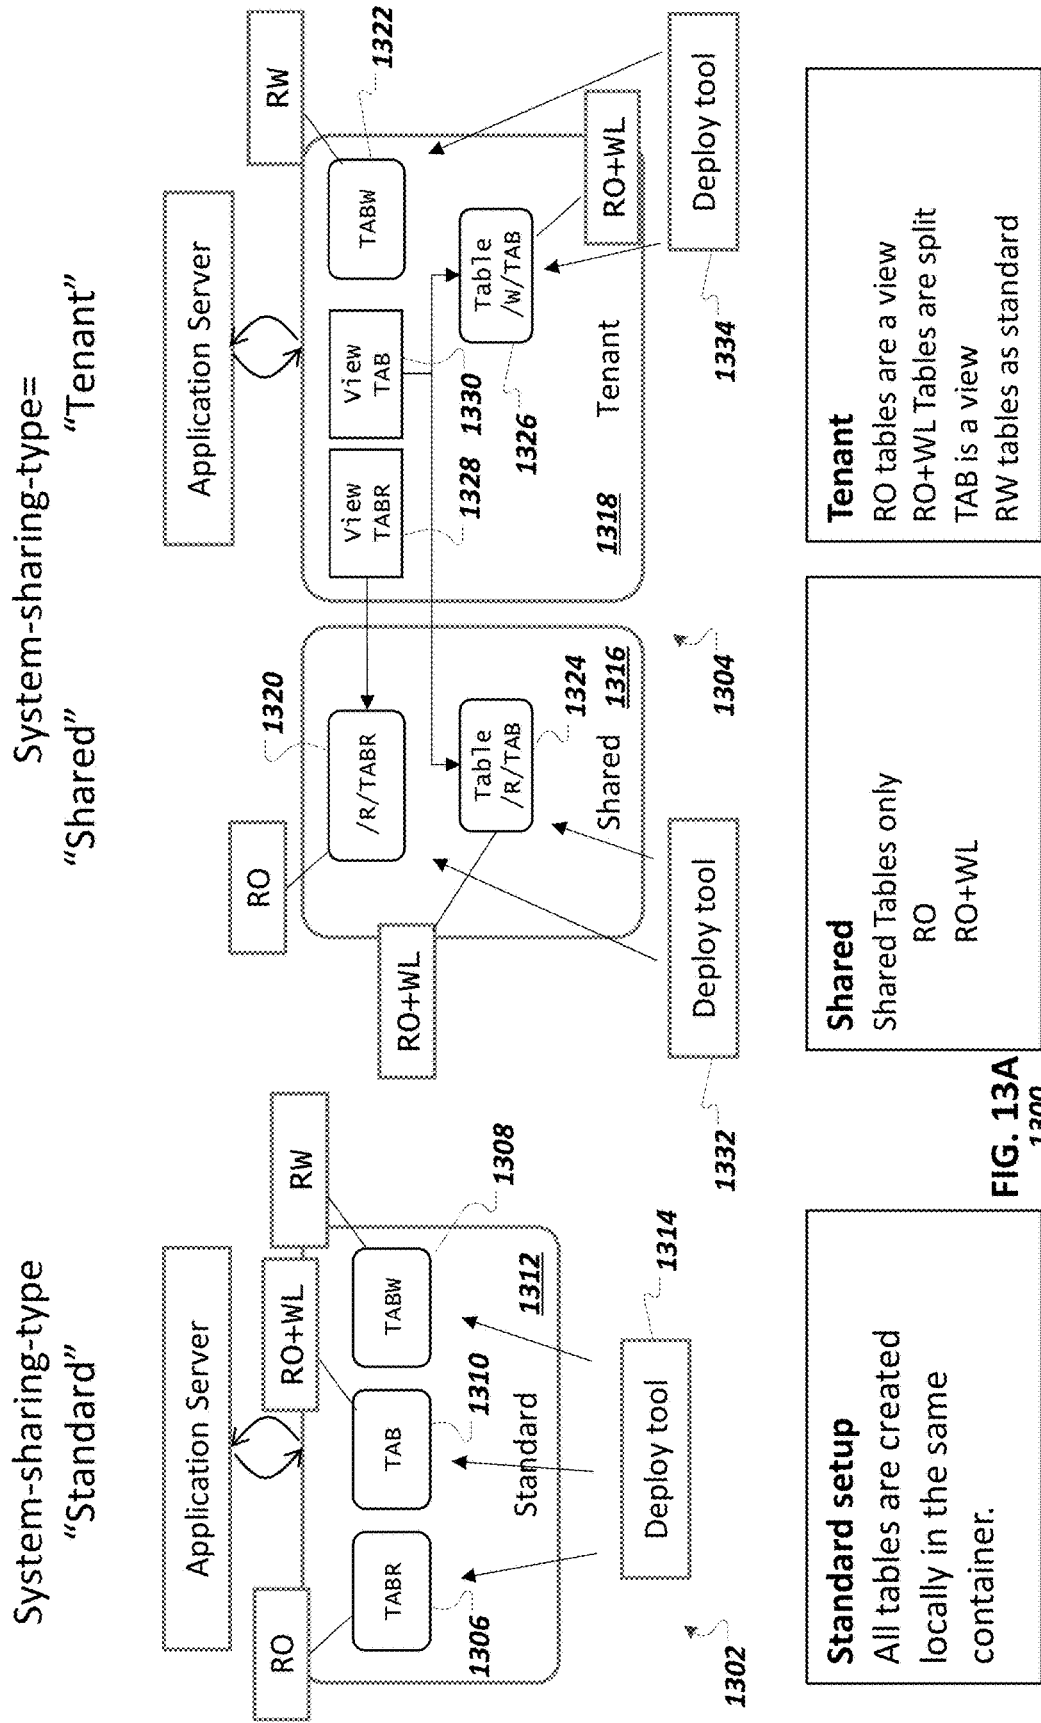 System-sharing-type
“Standard”
Application Server
RO
RO+WL
RW
TABR
TAB
TABW
1306
1310
1308
Standard
1312
Deploy tool
1314
1302
Standard setup
All tables are created
locally in the same
container.
System-sharing-type=
“Shared”
“Tenant”
RO
1320
/R/TABR
RO+WL
Table
/R/TAB
1324
Shared
1316
Deploy tool
1332
1304
Application Server
RW
1322
View
TABR
View
TAB
TABW
1328
1330
Table
/W/TAB
1326
RO+WL
Tenant
1318
Deploy tool
1334
Shared
Shared Tables only
RO
RO+WL
Tenant
RO tables are a view
RO+WL Tables are split
TAB is a view
RW tables as standard
FIG. 13A
1300